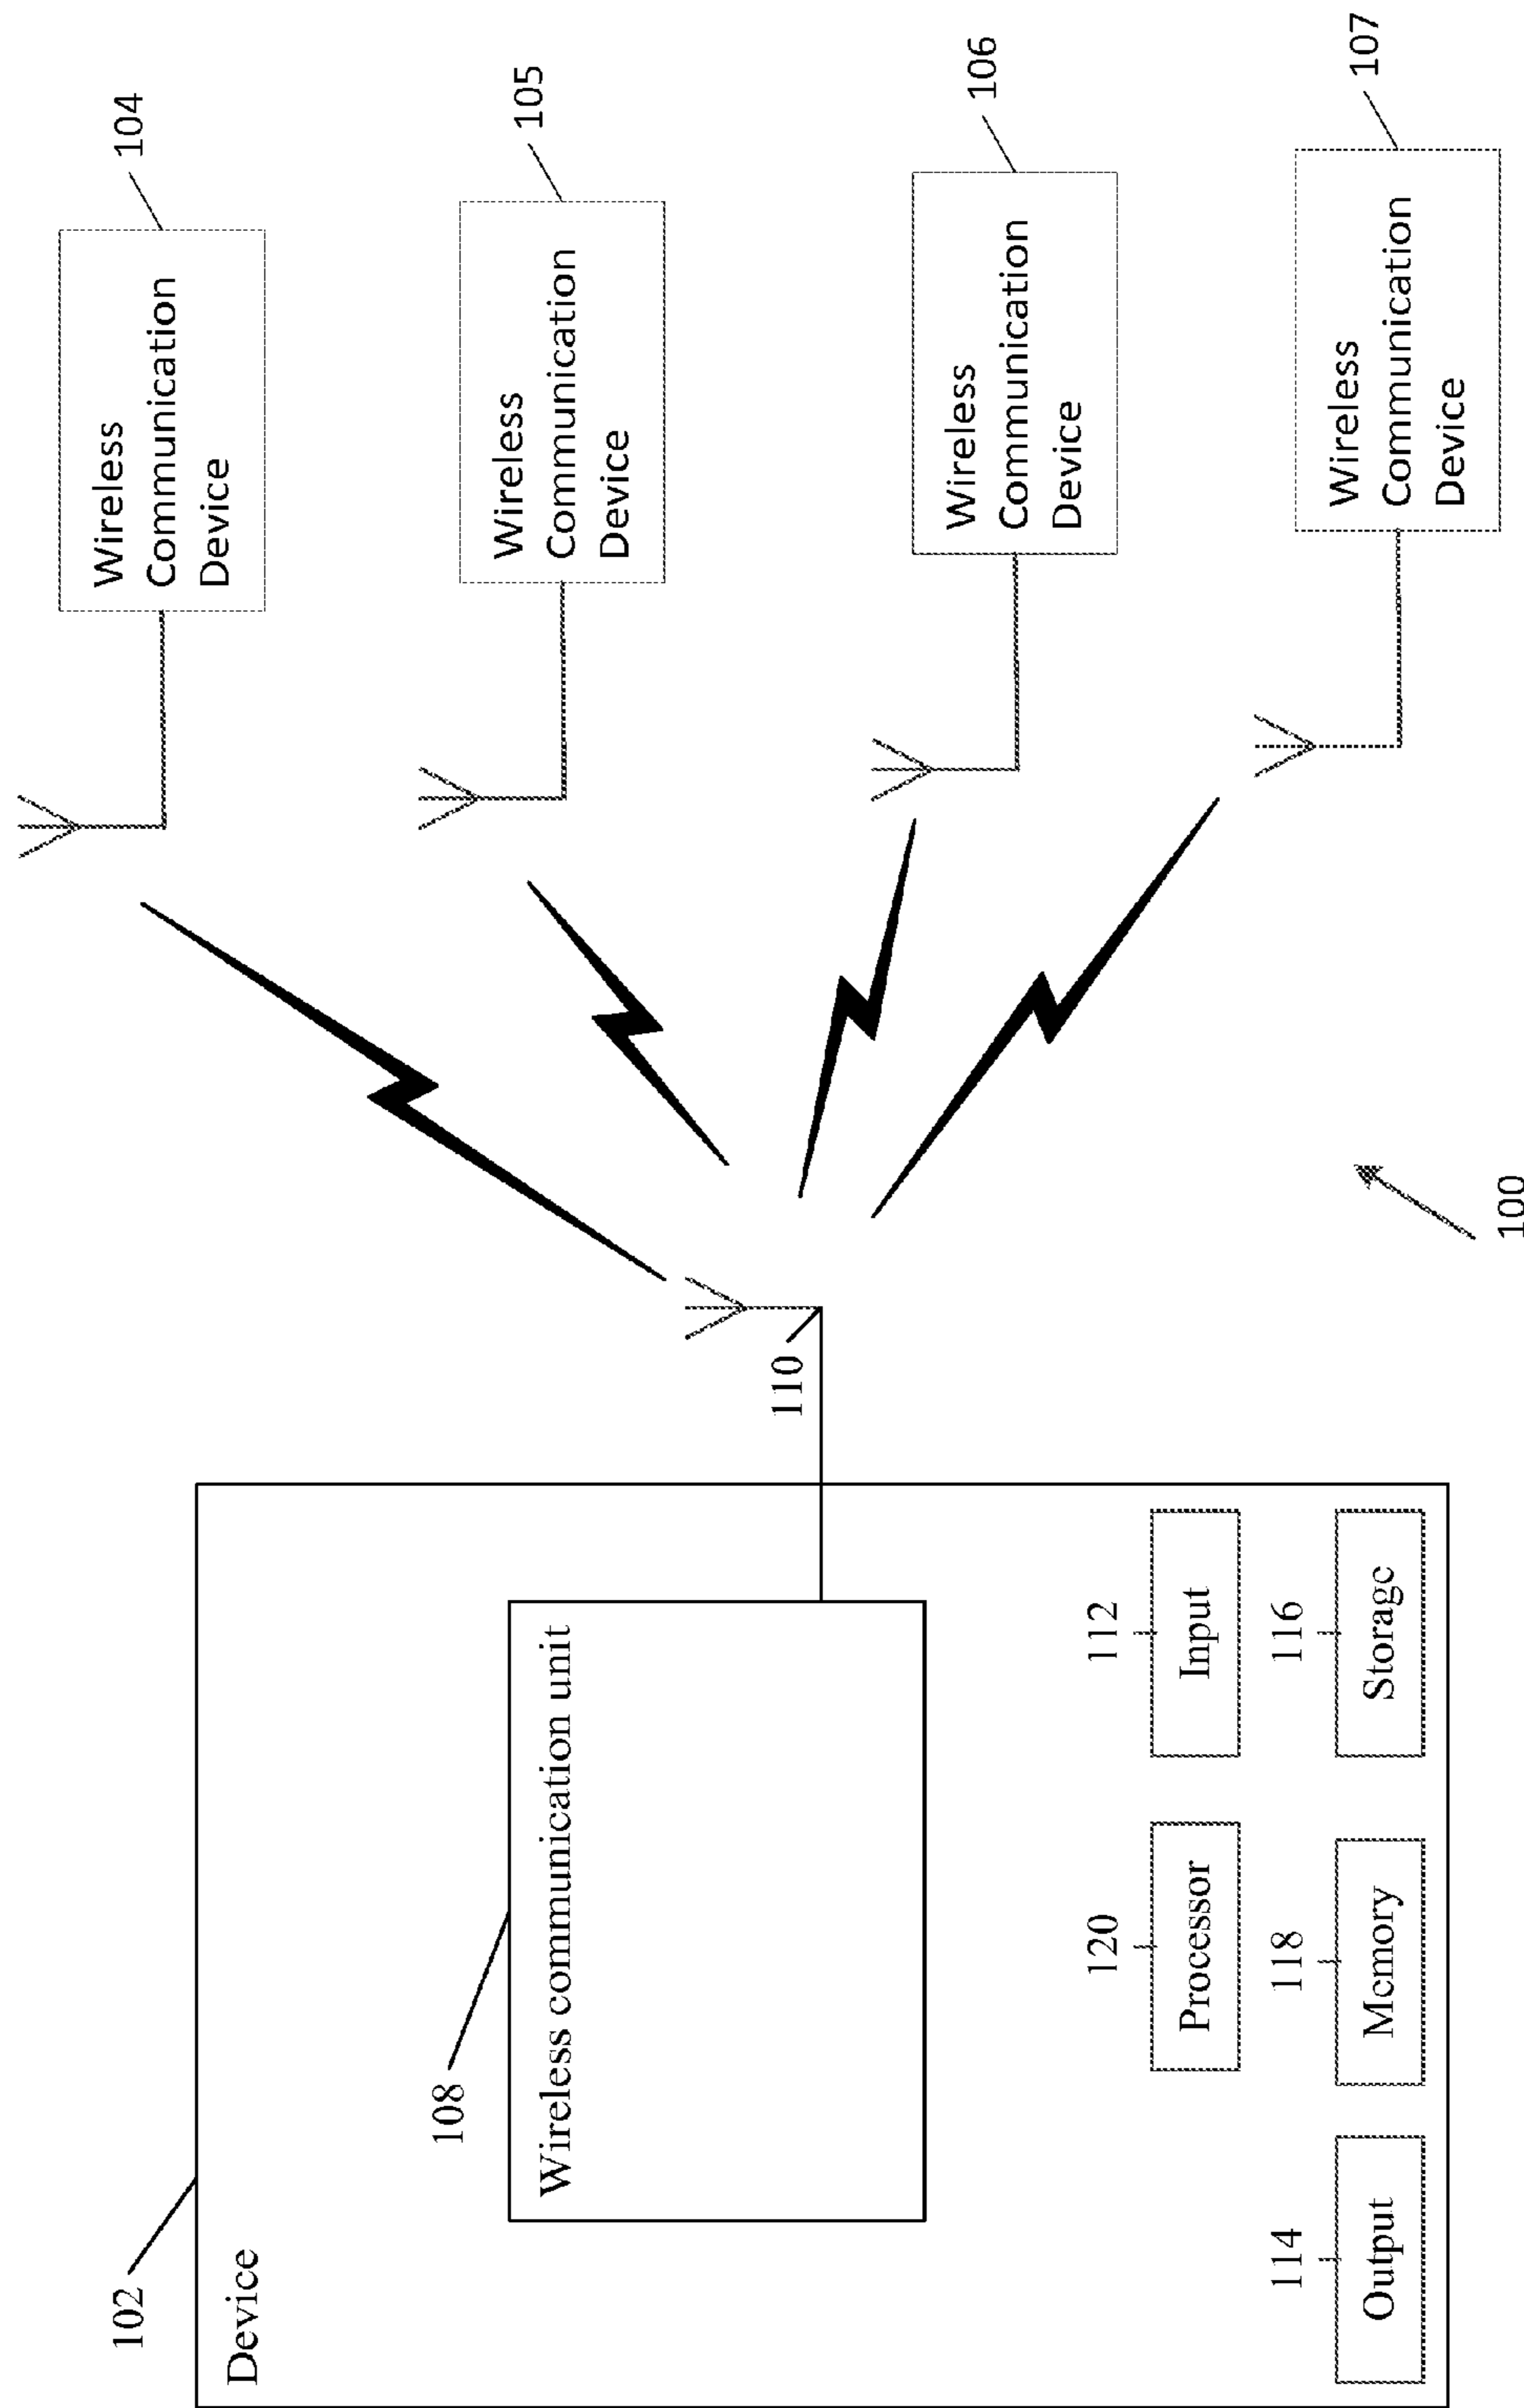 102
Device
108
Wireless communication unit
110
120
Processor
112
Input
114
Output
118
Memory
116
Storage
Wireless
Communication
Device
104
Wireless
Communication
Device
105
Wireless
Communication
Device
106
Wireless
Communication
Device
107
100